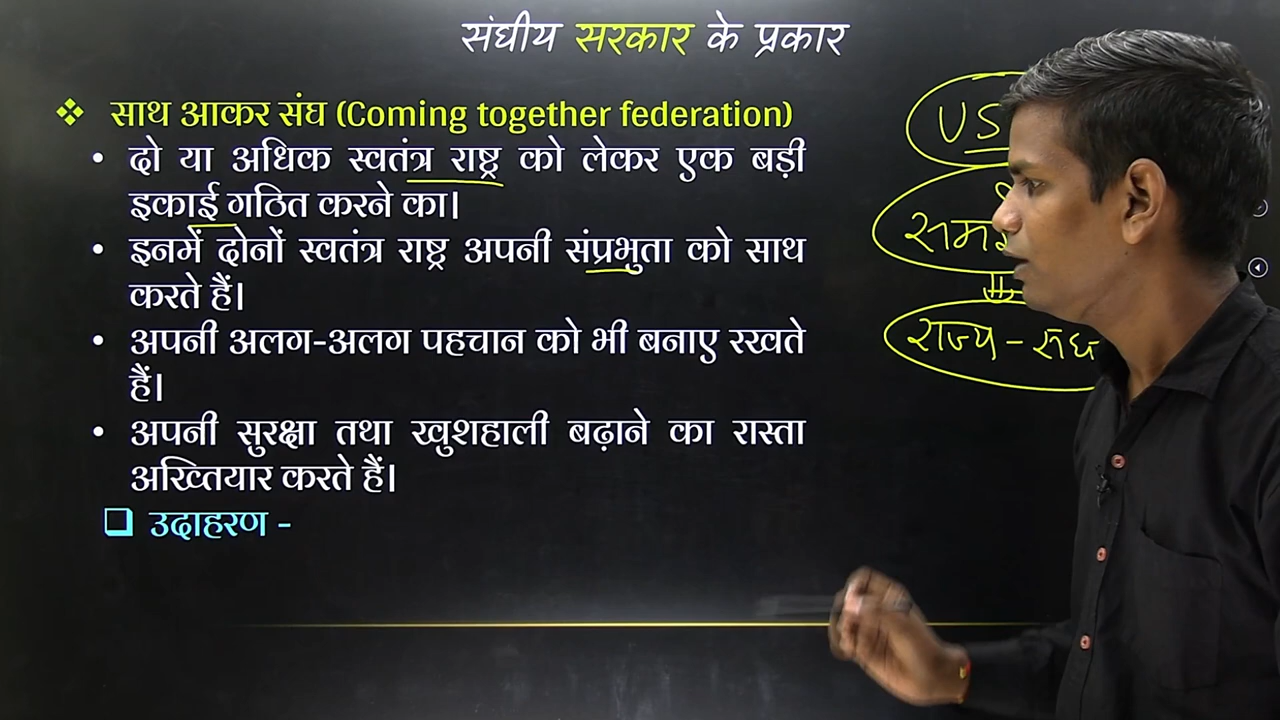 संघीय सरकार के प्रकार
❖ साथ आकर संघ (Coming together federation)
• दो या अधिक स्वतंत्र राष्ट्र को लेकर एक बड़ी
इकाई गठित करने का।
• इनमें दोनों स्वतंत्र राष्ट्र अपनी संप्रभुता को साथ
करते हैं।
• अपनी अलग-अलग पहचान को भी बनाए रखते
हैं।
• अपनी सुरक्षा तथा खुशहाली बढ़ाने का रास्ता
अख्तियार करते हैं।
❑ उदाहरण -
US
राज्य - संघ